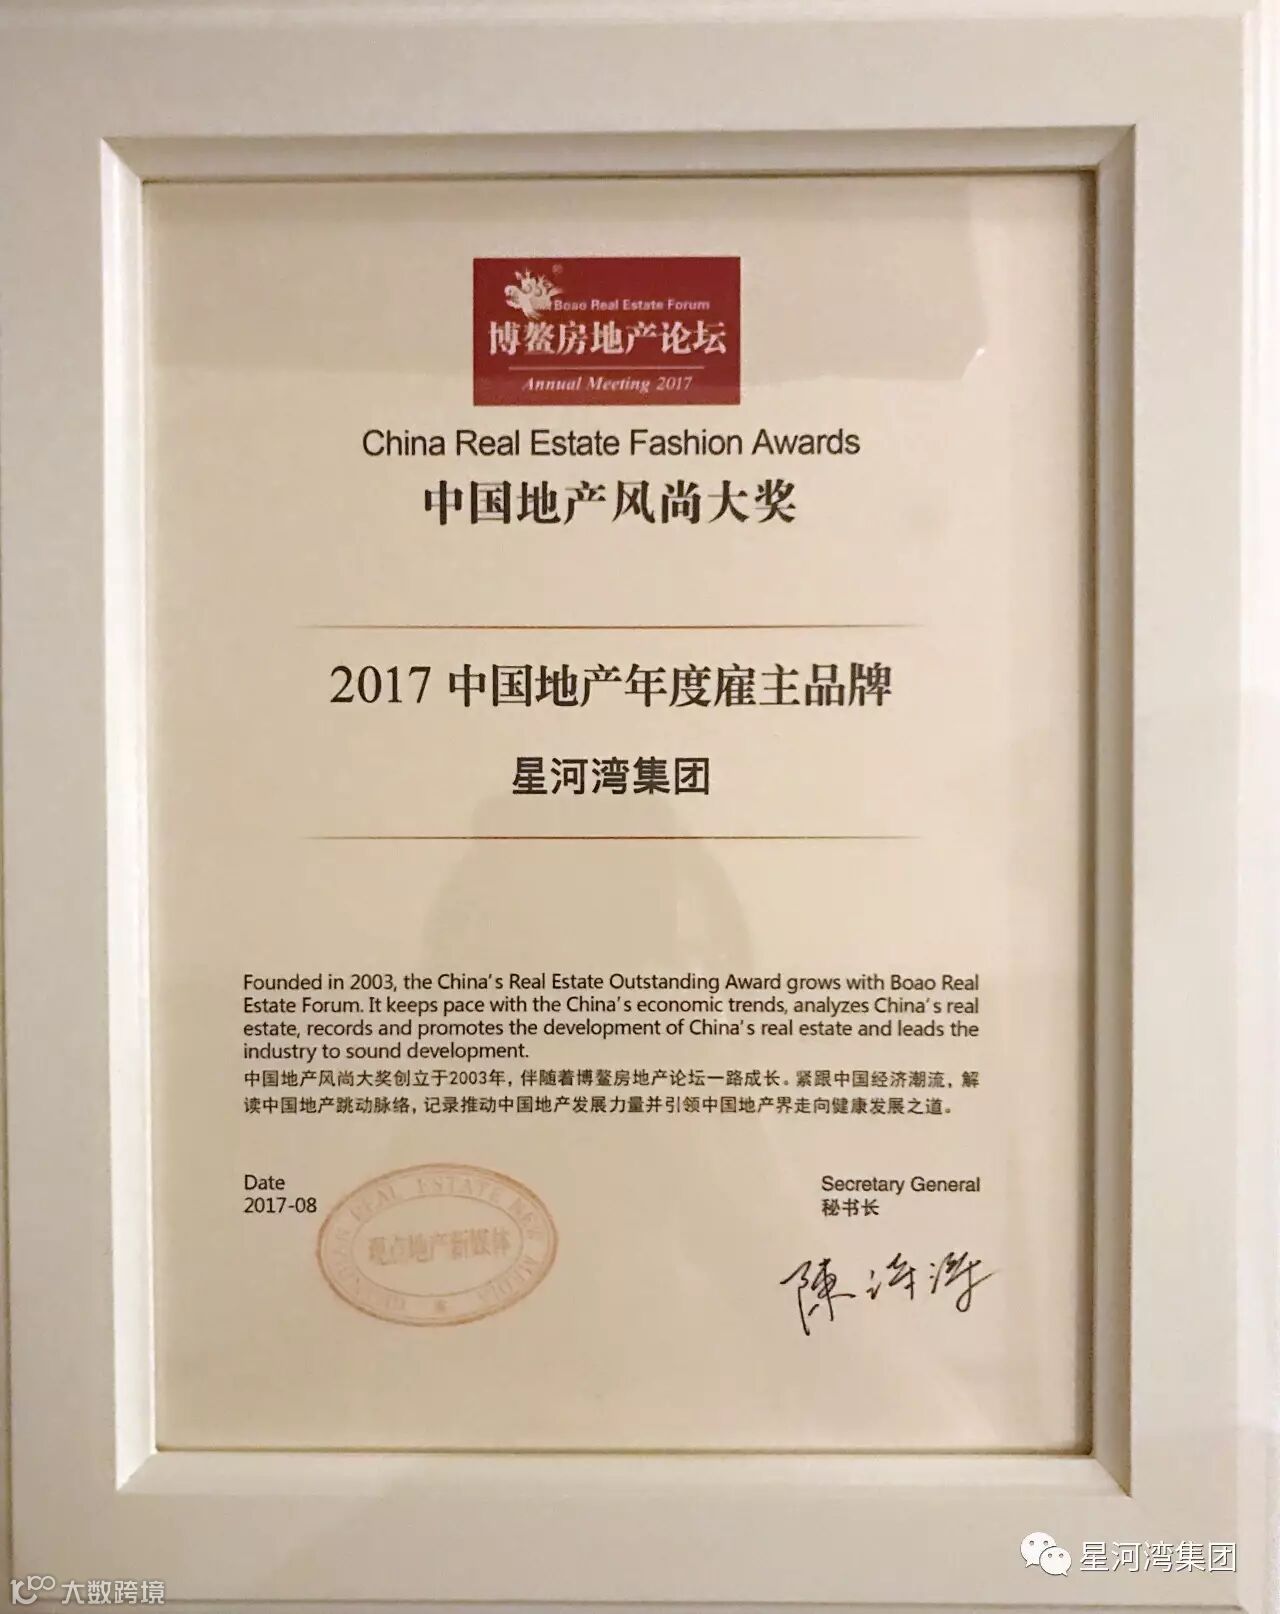 Boao Real Estate Forum
博鳌房地产论坛
Annual Meeting 2017
China Real Estate Fashion Awards
中国地产风尚大奖
2017 中国地产年度雇主品牌
星河湾集团
Founded in 2003, the China's Real Estate Outstanding Award grows with Boao Real
Estate Forum. It keeps pace with the China's economic trends, analyzes China's real
estate, records and promotes the development of China's real estate and leads the
industry to sound development.
中国地产风尚大奖创立于2003年，伴随着博鳌房地产论坛一路成长。紧跟中国经济潮流，解
读中国地产跳动脉络，记录推动中国地产发展力量并引领中国地产界走向健康发展之道。
Date
2017-08
REAL ESTATE NEW MEDIA
观点地产新媒体
Secretary General
秘书长
星河湾集团
大数跨境